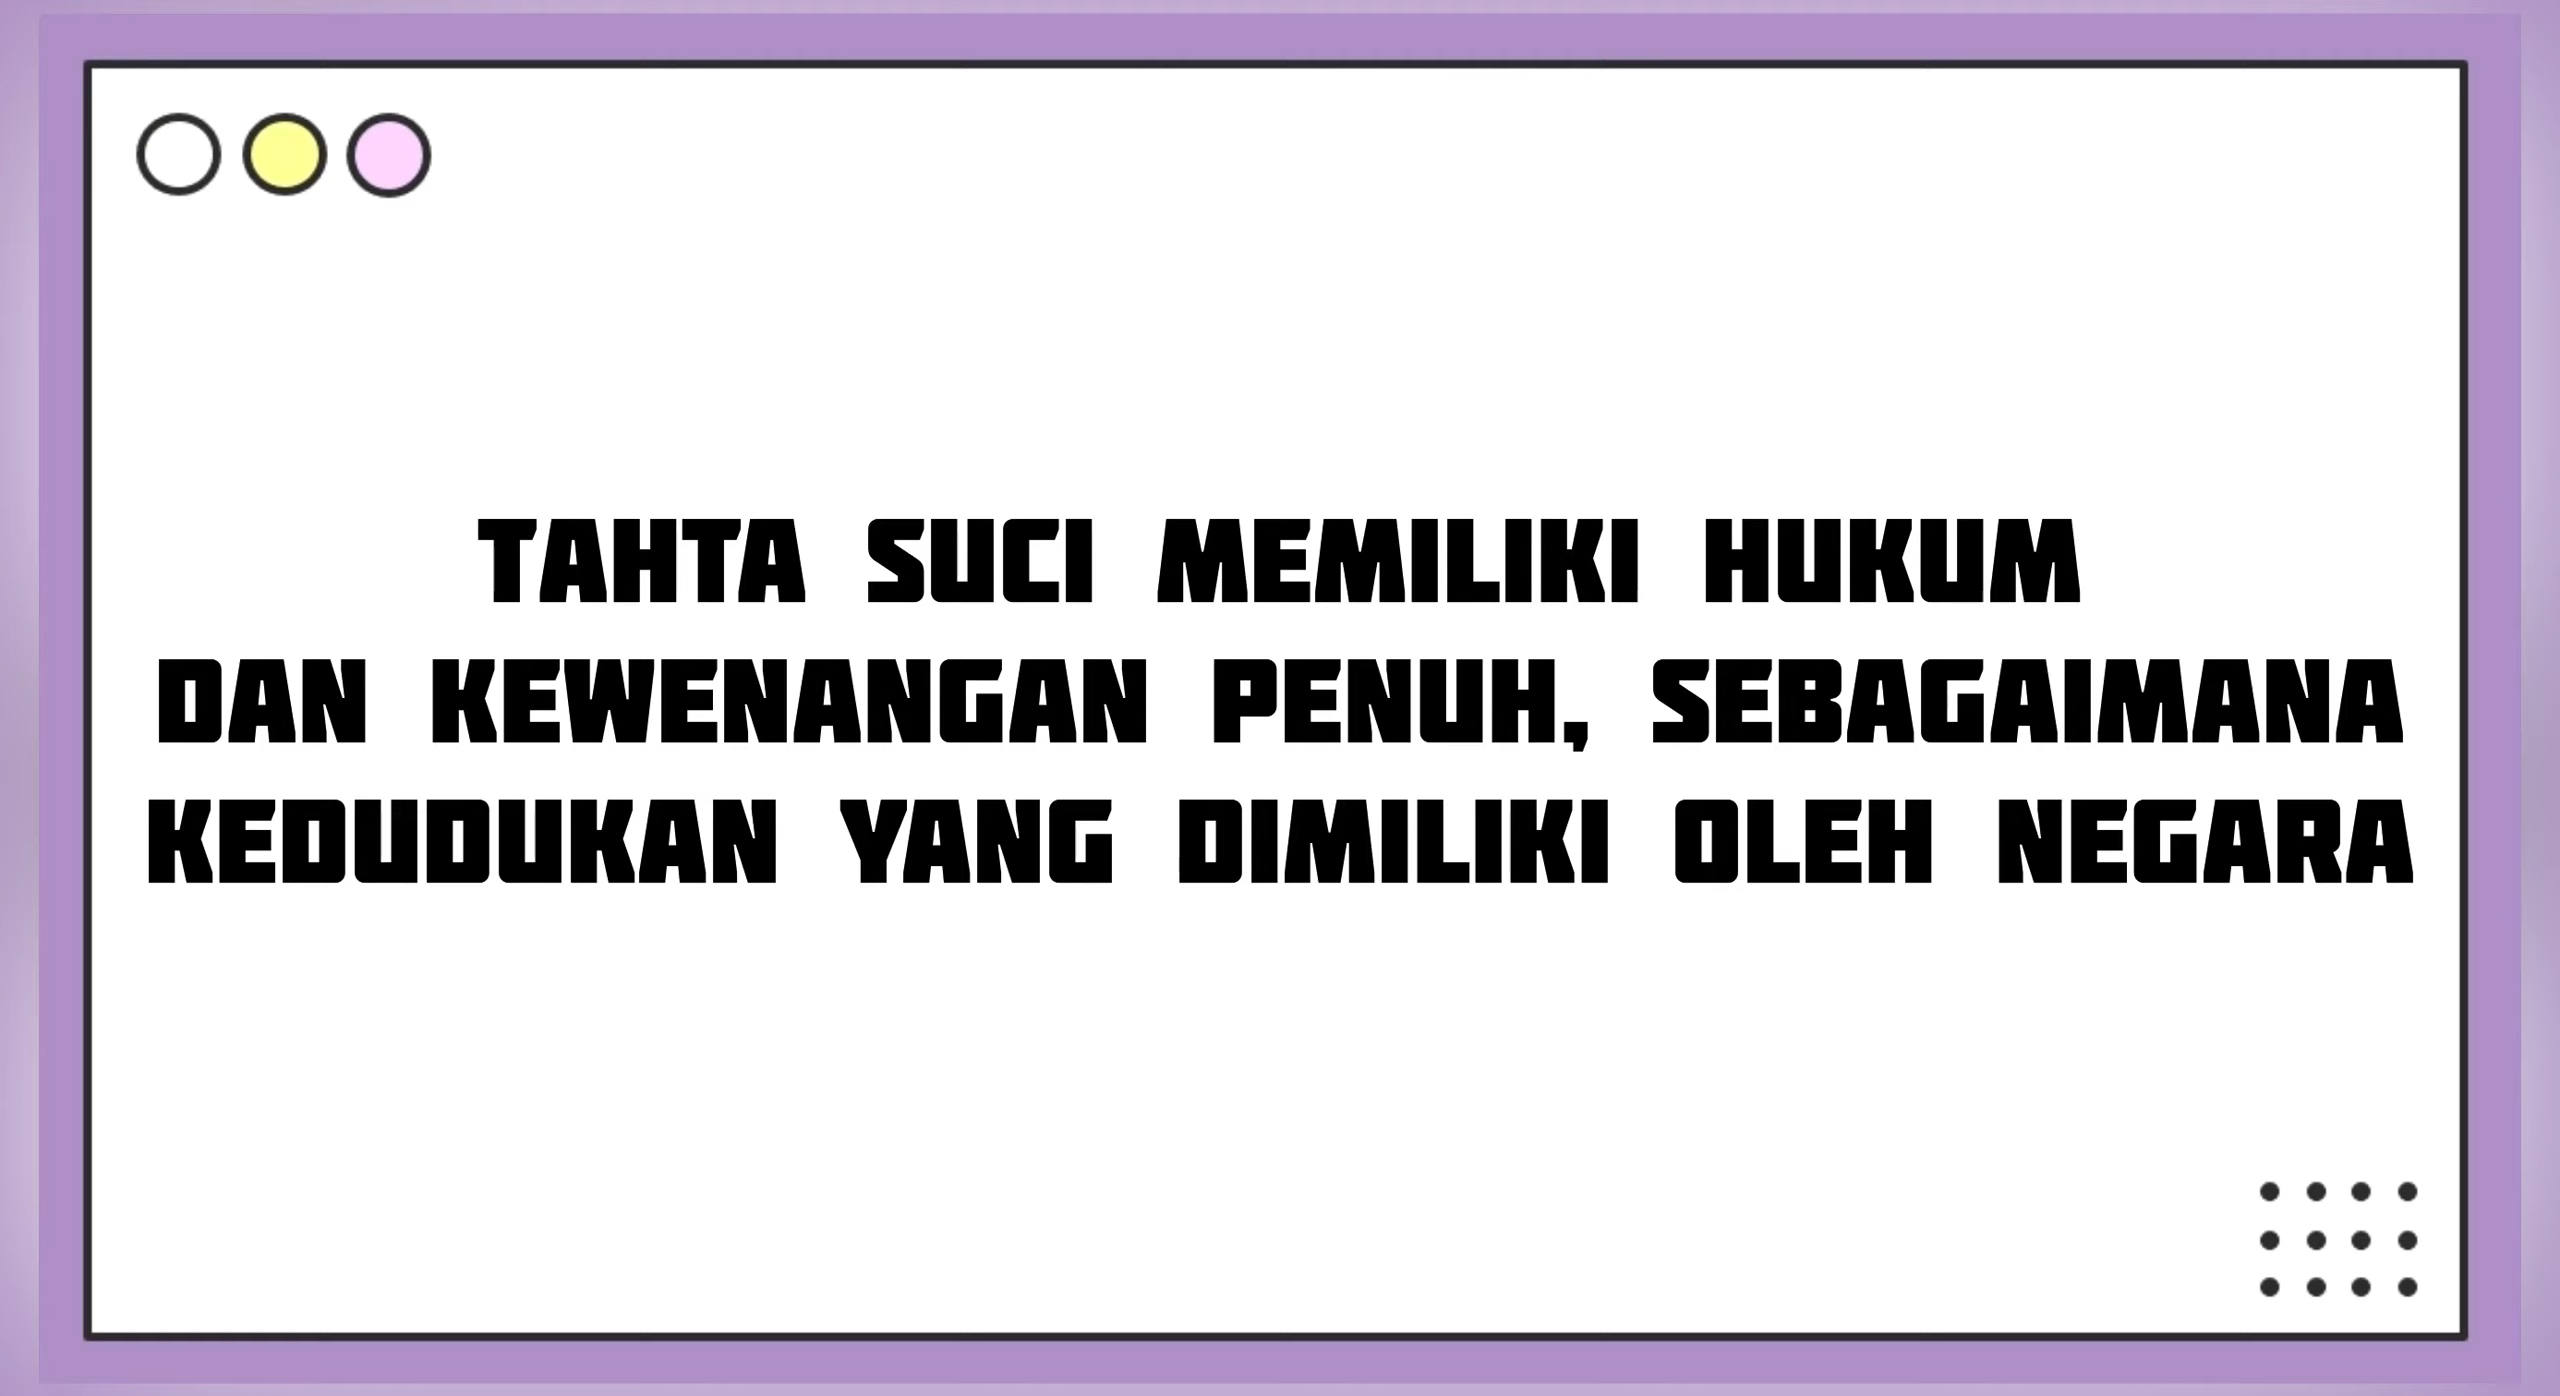 TAHTA SUCI MEMILIKI HUKUM
DAN KEWENANGAN PENUH, SEBAGAIMANA
KEDUDUKAN YANG DIMILIKI OLEH NEGARA